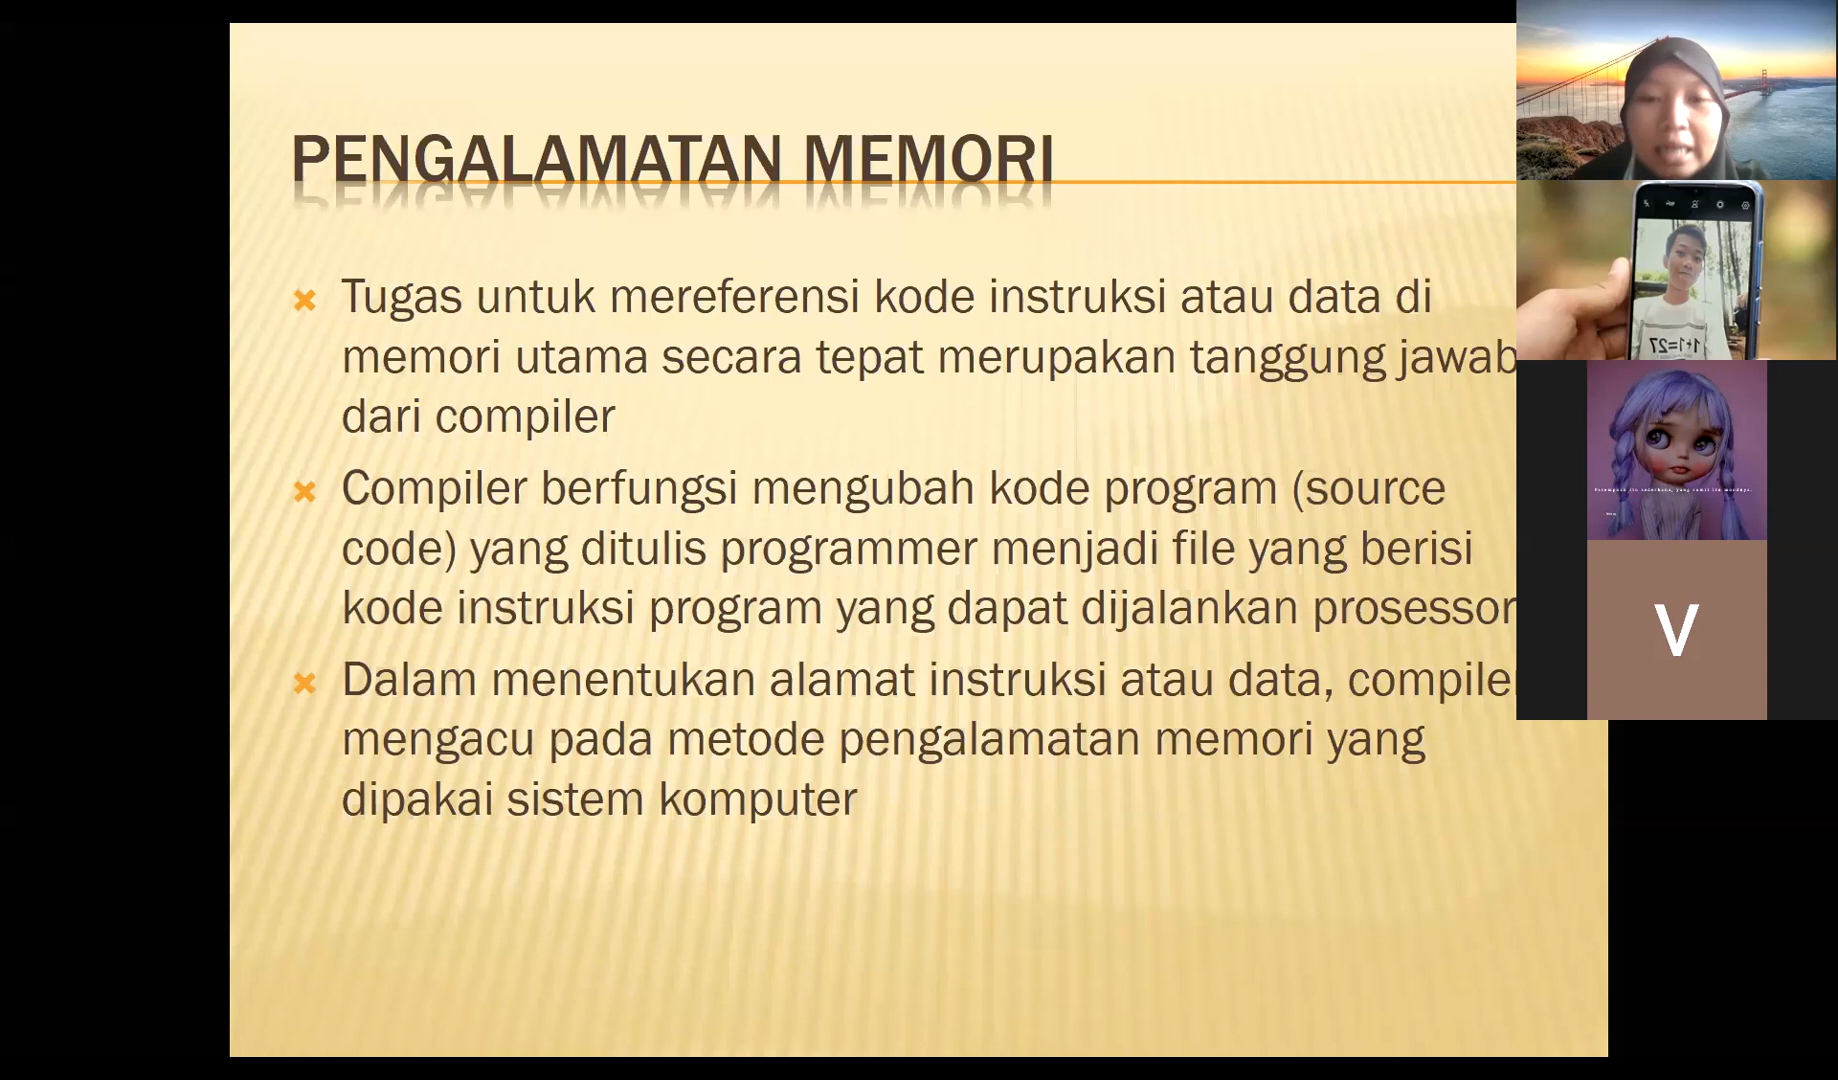 PENGALAMATAN MEMORI
Tugas untuk mereferensi kode instruksi atau data di
memori utama secara tepat merupakan tanggung jawab
dari compiler
Compiler berfungsi mengubah kode program (source
code) yang ditulis programmer menjadi file yang berisi
kode instruksi program yang dapat dijalankan prosessor
Dalam menentukan alamat instruksi atau data, compiler
mengacu pada metode pengalamatan memori yang
dipakai sistem komputer
1+1=27
V